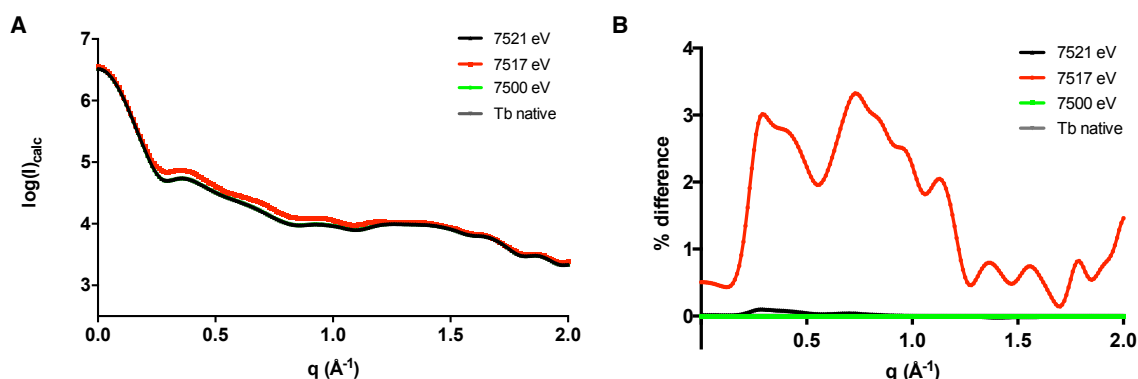 A
7
6
5
4
3
log(I)calc
0.0 0.5 1.0 1.5 2.0
q (Å-1)
7521 eV
7517 eV
7500 eV
Tb native
B
4
3
2
1
0
% difference
0.5 1.0 1.5 2.0
q (Å-1)
7521 eV
7517 eV
7500 eV
Tb native